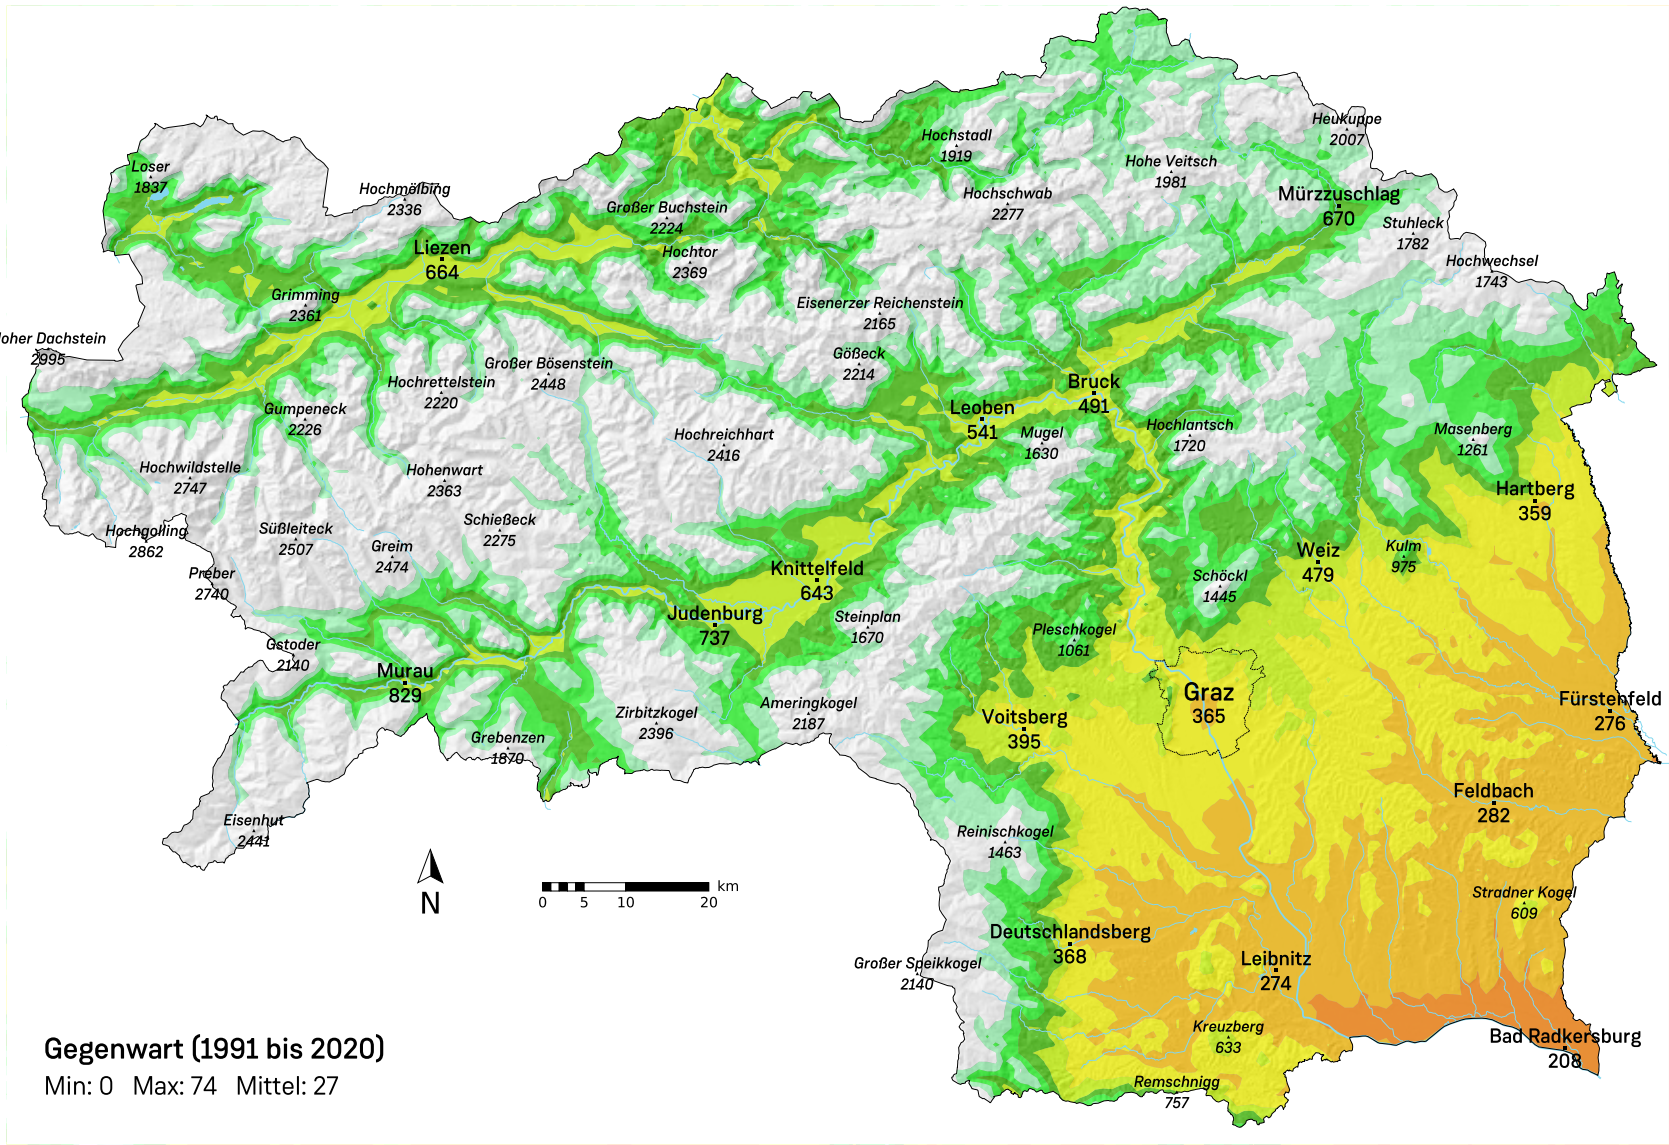 Heukuppe
2007
Hochstadl
1919
Hohe Veitsch
1981
Loser
1837
Hochmölbing
2336
Hochschwab
2277
Mürzzuschlag
670
Großer Buchstein
2224
Stuhleck
1782
Liezen
664
Hochtor
2369
Hochwechsel
1743
Grimming
2361
Eisenerzer Reichenstein
2165
oher Dachstein
2995
Gößeck
2214
Großer Bösenstein
2448
Hochrettelstein
2220
Bruck
491
Gumpeneck
2226
Leoben
541
Hochreichhart
2416
Mugel
1630
Hochlantsch
1720
Masenberg
1261
Hochwildstelle
2747
Hohenwart
2363
Hartberg
359
Hochgolling
2862
Süßleiteck
2507
Schießeck
2275
Greim
2474
Weiz
479
Kulm
975
Preber
2740
Knittelfeld
643
Schöckl
1445
Judenburg
737
Steinplan
1670
Pleschkogel
1061
Gstoder
2140
Murau
829
Graz
365
Fürstenfeld
276
Zirbitzkogel
2396
Ameringkogel
2187
Voitsberg
395
Grebenzen
1870
Feldbach
282
Eisenhut
2441
Reinischkogel
1463
N
km
0 5 10 20
Stradner Kogel
609
Deutschlandsberg
368
Großer Speikkogel
2140
Leibnitz
274
Kreuzberg
633
Bad Radkersburg
208
Remschnigg
757
Gegenwart (1991 bis 2020)
Min: 0 Max: 74 Mittel: 27